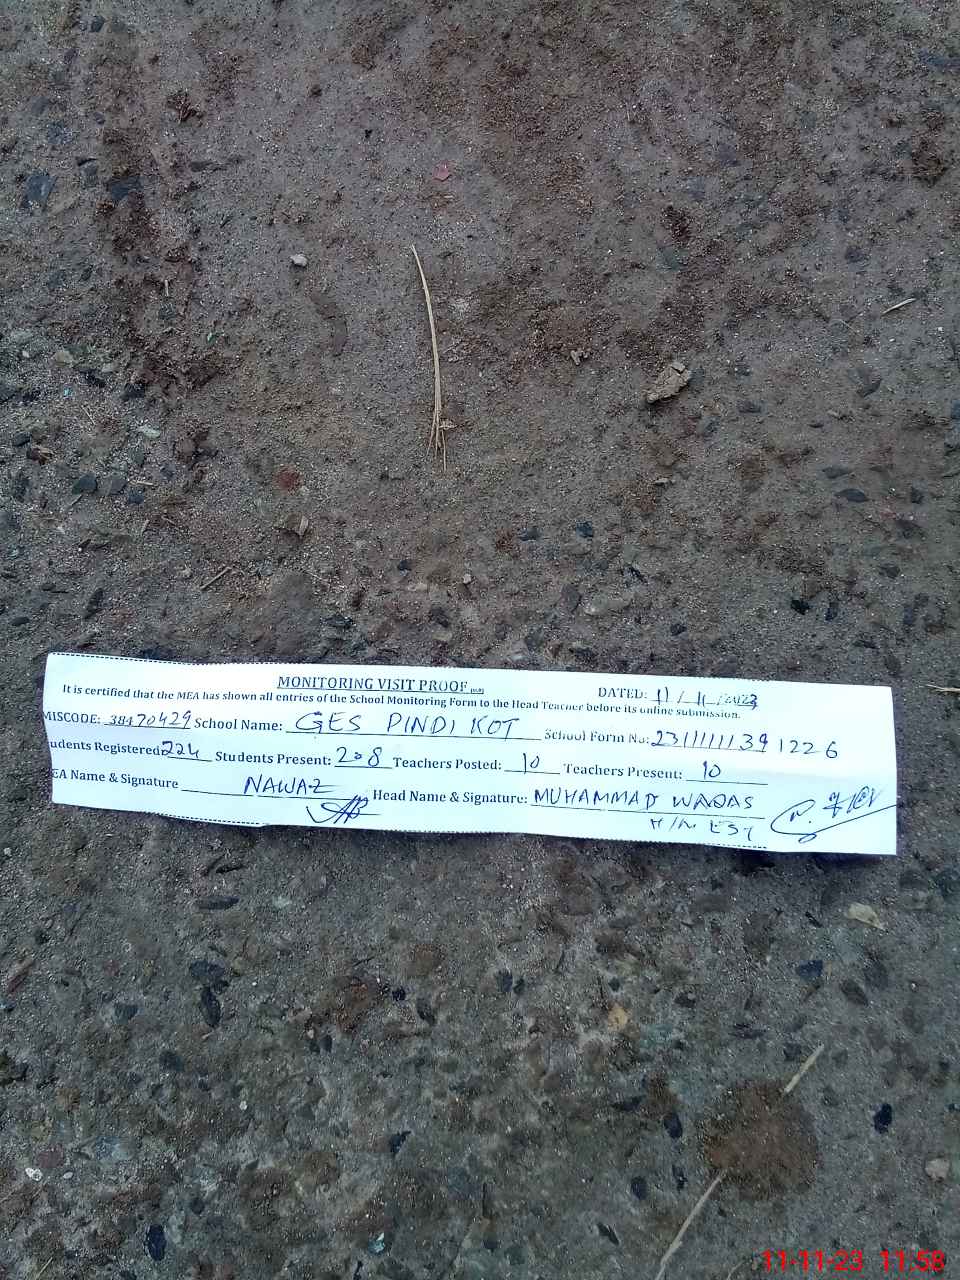 MONITORING VISIT PROOF
DATED: 11/11/2023
It is certified that the MEA has shown all entries of the School Monitoring Form to the Head Teacher before its online submission.
MISCODE: 38470429 School Name: GES PINDI KOT School Form No: 231111111391226
udents Registered: 224 Students Present: 208 Teachers Posted: 10 Teachers Present: 10
EA Name & Signature NAWAZ Head Name & Signature: MUHAMMAD WAQAS
11-11-23 11:58